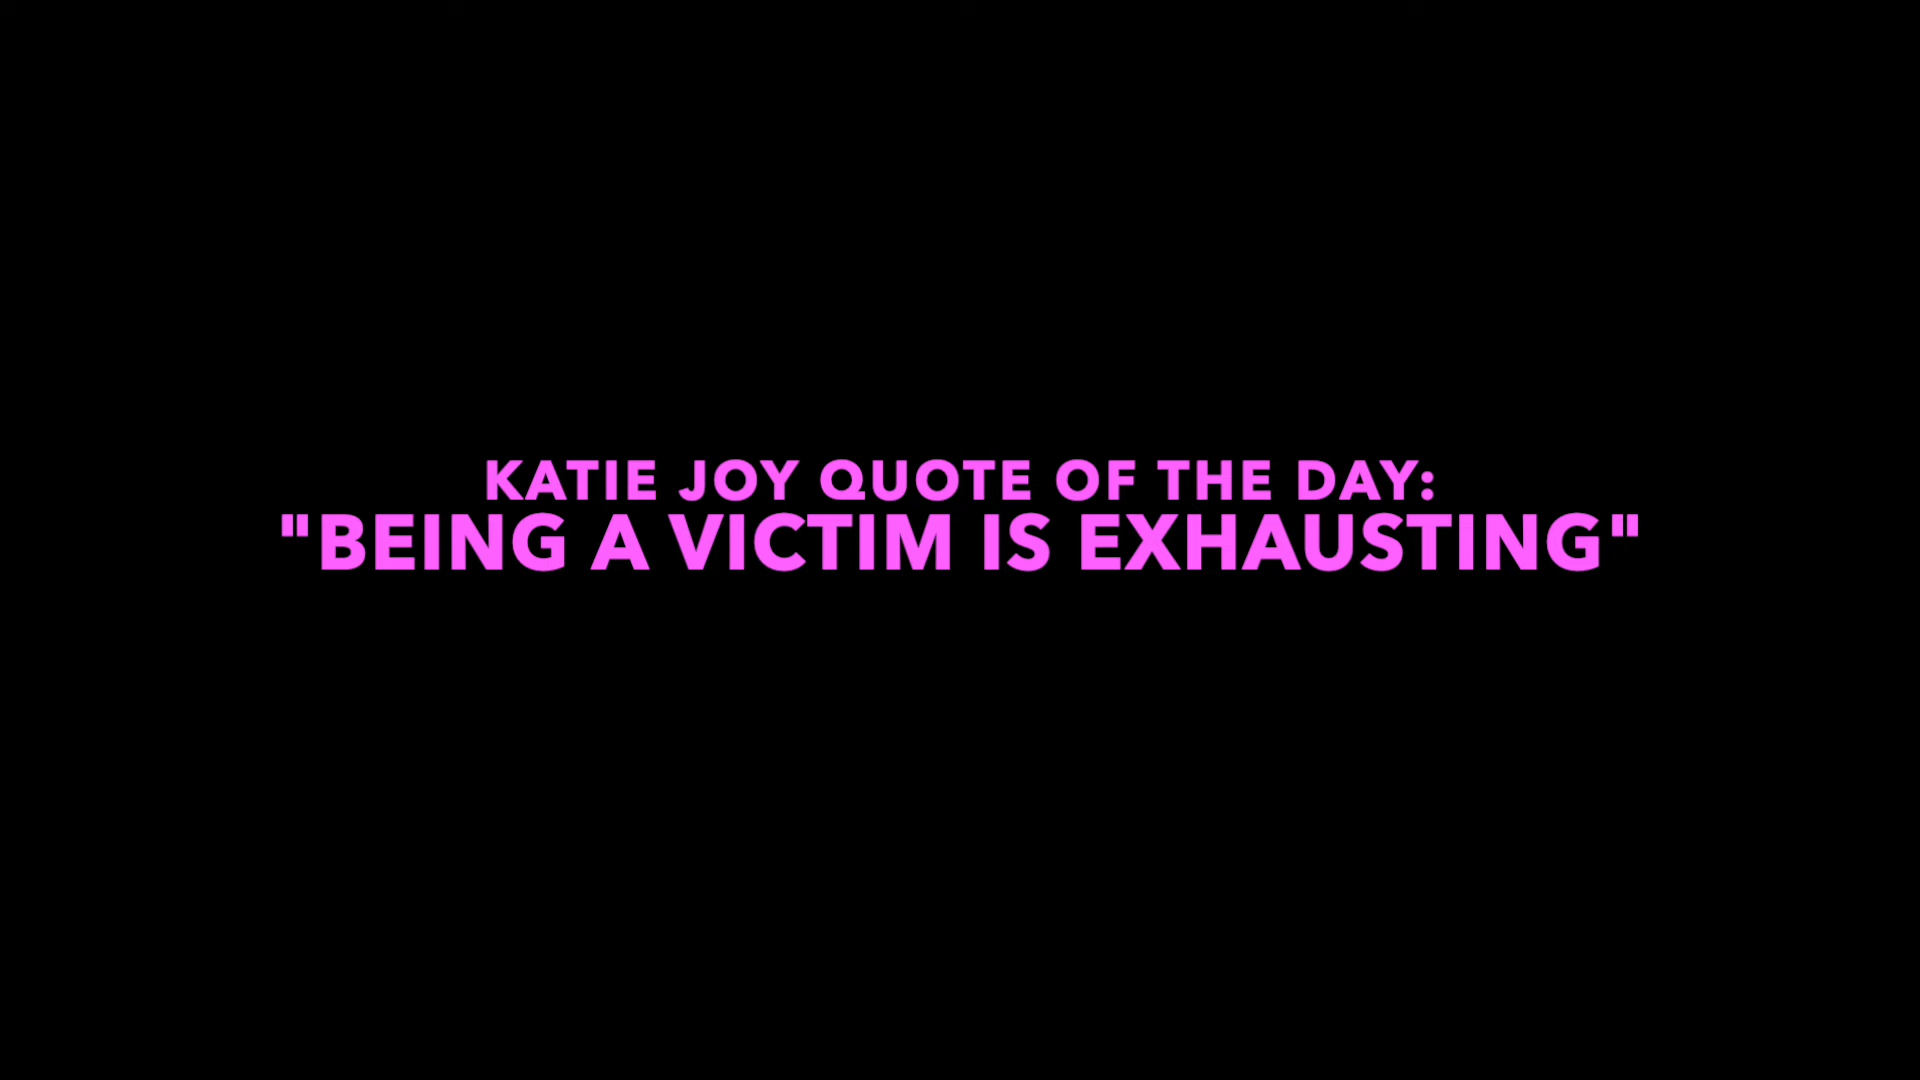 KATIE JOY QUOTE OF THE DAY:
"BEING A VICTIM IS EXHAUSTING"